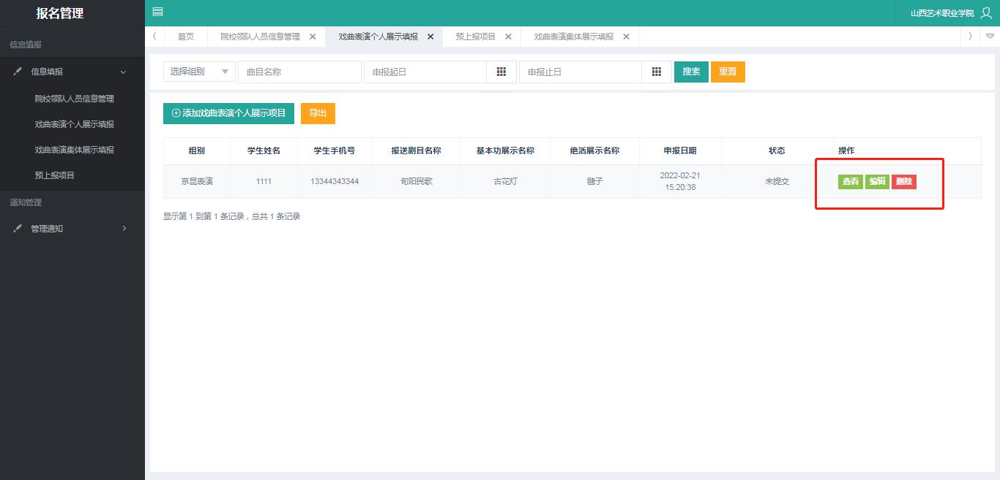 报名管理
山西艺术职业学院
信息填报
信息填报
院校领队人员信息管理
戏曲表演个人展示填报
戏曲表演集体展示填报
预上报项目
通知管理
管理通知
首页 院校领队人员信息管理 戏曲表演个人展示填报 预上报项目 戏曲表演集体展示填报
选择组别 曲目名称 申报起日 申报止日 搜索 重置
添加戏曲表演个人展示项目 导出
组别 学生姓名 学生手机号 报送剧目名称 基本功展示名称 绝活展示名称 申报日期 状态 操作
京昆表演 1111 13344343344 旬阳民歌 古花灯 毽子 2022-02-21 未提交 查看 编辑 删除
15:20:38
显示第 1 到第 1 条记录，总共 1 条记录